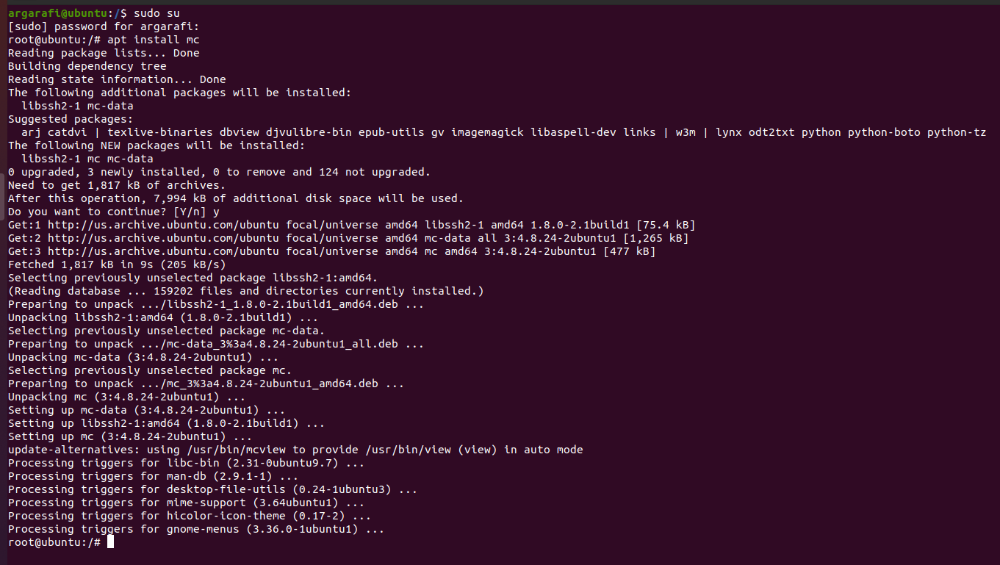 argarafi@ubuntu:/$ sudo su
[sudo] password for argarafi:
root@ubuntu:/# apt install mc
Reading package lists... Done
Building dependency tree
Reading state information... Done
The following additional packages will be installed:
  libssh2-1 mc-data
Suggested packages:
  arj catdvi | texlive-binaries dbview djvulibre-bin epub-utils gv imagemagick libaspell-dev links | w3m | lynx odt2txt python python-boto python-tz
The following NEW packages will be installed:
  libssh2-1 mc mc-data
0 upgraded, 3 newly installed, 0 to remove and 124 not upgraded.
Need to get 1,817 kB of archives.
After this operation, 7,994 kB of additional disk space will be used.
Do you want to continue? [Y/n] y
Get:1 http://us.archive.ubuntu.com/ubuntu focal/universe amd64 libssh2-1 amd64 1.8.0-2.1build1 [75.4 kB]
Get:2 http://us.archive.ubuntu.com/ubuntu focal/universe amd64 mc-data all 3:4.8.24-2ubuntu1 [1,265 kB]
Get:3 http://us.archive.ubuntu.com/ubuntu focal/universe amd64 mc amd64 3:4.8.24-2ubuntu1 [477 kB]
Fetched 1,817 kB in 9s (205 kB/s)
Selecting previously unselected package libssh2-1:amd64.
(Reading database ... 159202 files and directories currently installed.)
Preparing to unpack .../libssh2-1_1.8.0-2.1build1_amd64.deb ...
Unpacking libssh2-1:amd64 (1.8.0-2.1build1) ...
Selecting previously unselected package mc-data.
Preparing to unpack .../mc-data_3%3a4.8.24-2ubuntu1_all.deb ...
Unpacking mc-data (3:4.8.24-2ubuntu1) ...
Selecting previously unselected package mc.
Preparing to unpack .../mc_3%3a4.8.24-2ubuntu1_amd64.deb ...
Unpacking mc (3:4.8.24-2ubuntu1) ...
Setting up mc-data (3:4.8.24-2ubuntu1) ...
Setting up libssh2-1:amd64 (1.8.0-2.1build1) ...
Setting up mc (3:4.8.24-2ubuntu1) ...
update-alternatives: using /usr/bin/mcview to provide /usr/bin/view (view) in auto mode
Processing triggers for libc-bin (2.31-0ubuntu9.7) ...
Processing triggers for man-db (2.9.1-1) ...
Processing triggers for desktop-file-utils (0.24-1ubuntu3) ...
Processing triggers for mime-support (3.64ubuntu1) ...
Processing triggers for hicolor-icon-theme (0.17-2) ...
Processing triggers for gnome-menus (3.36.0-1ubuntu1) ...
root@ubuntu:/#